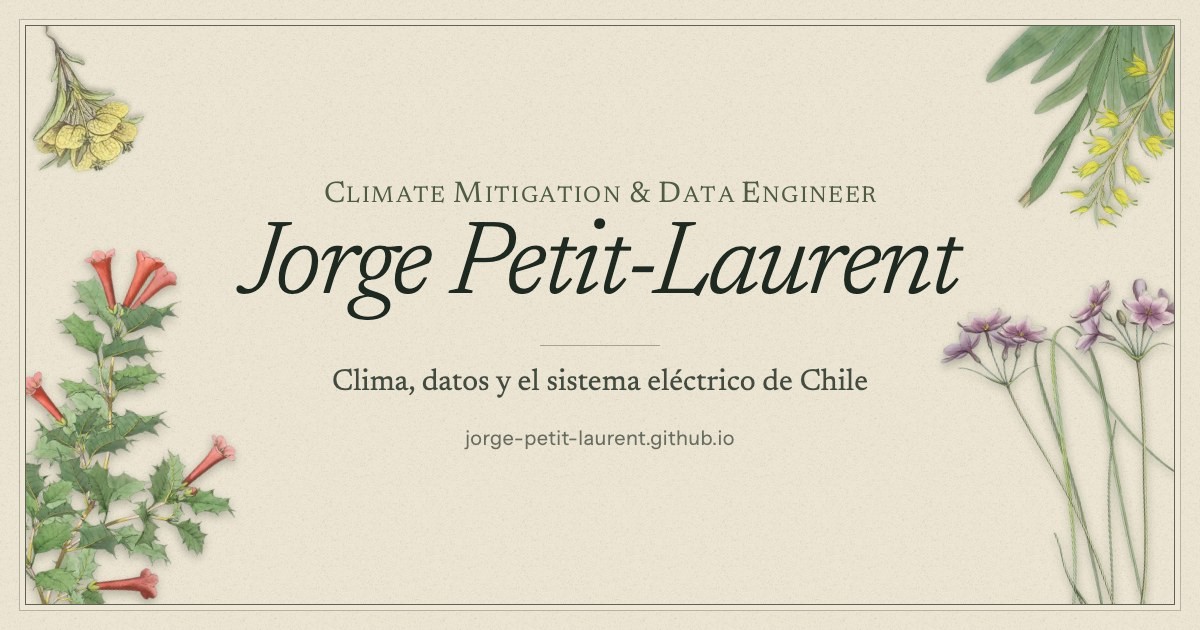 Climate Mitigation & Data Engineer
Jorge Petit-Laurent
Clima, datos y el sistema eléctrico de Chile
jorge-petit-laurent.github.io